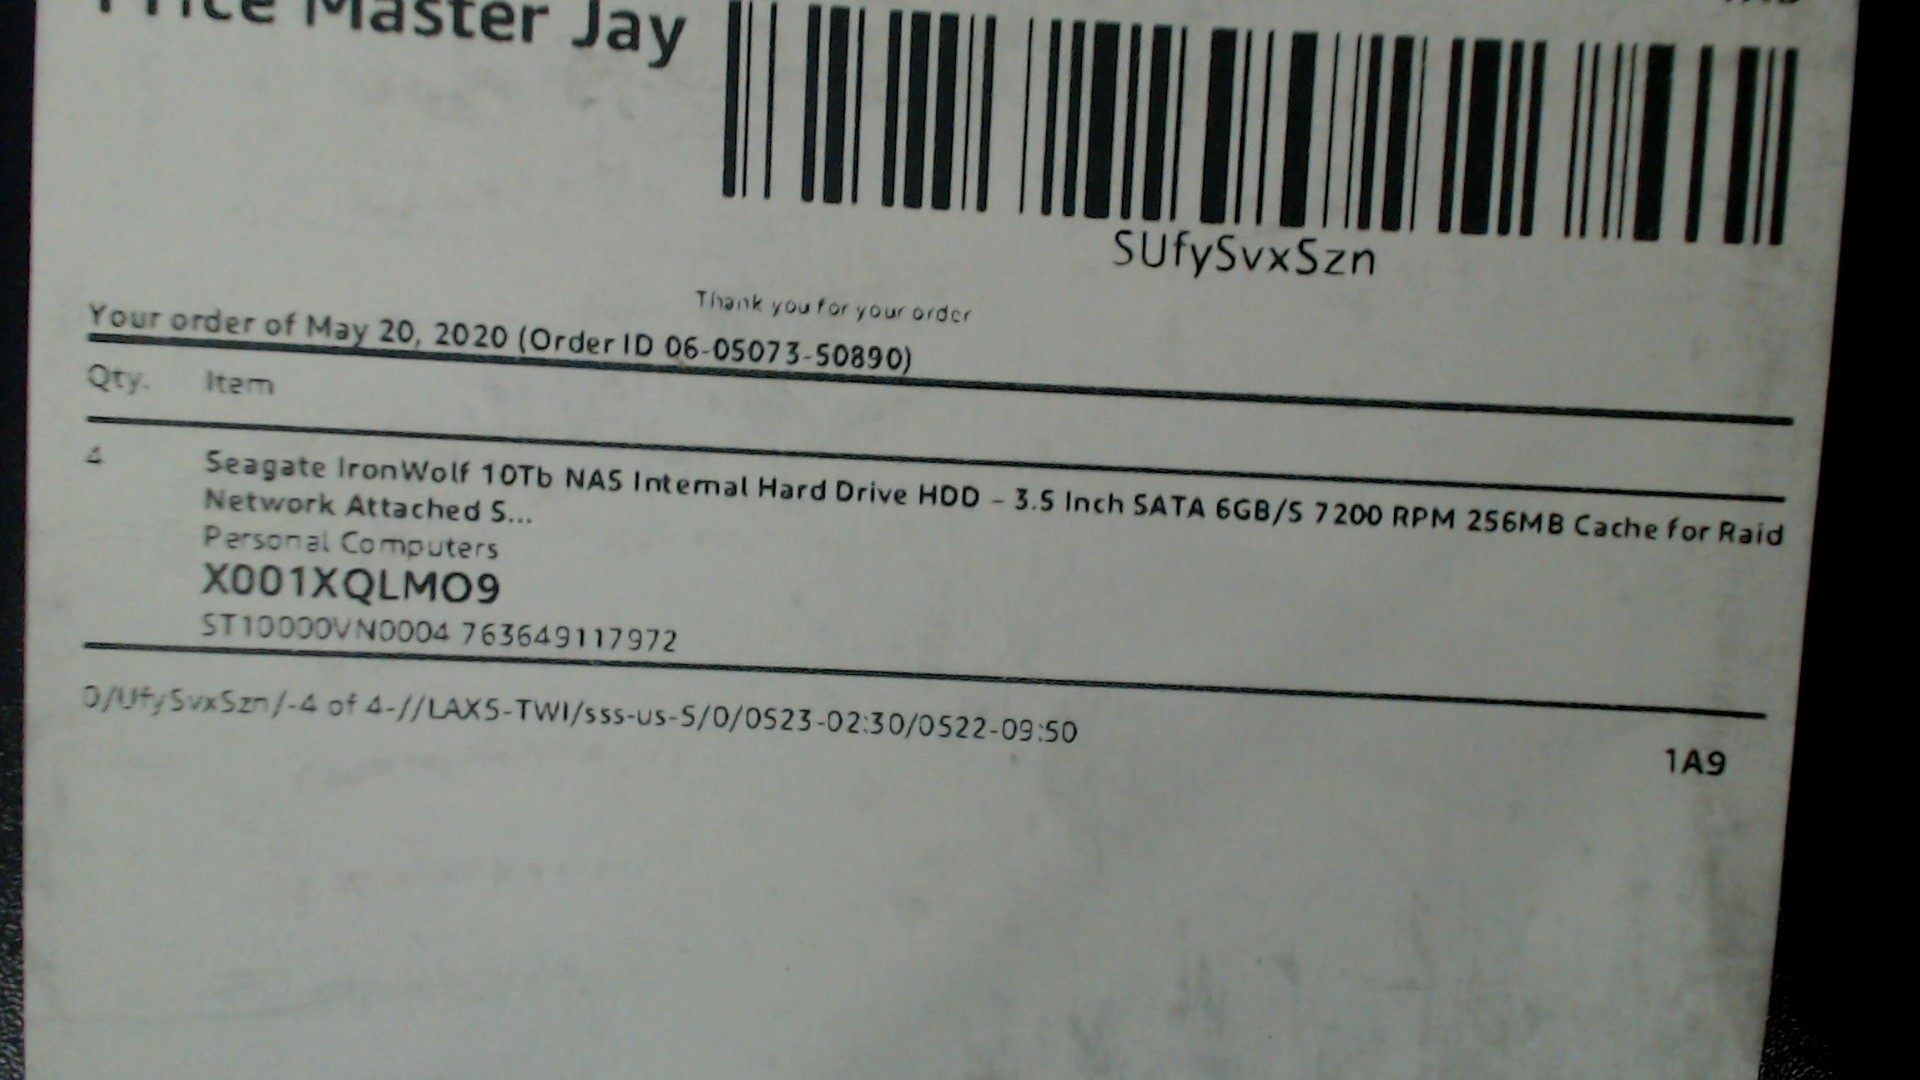 Price Master Jay
SUfySvxSzn
Thank you for your order
Your order of May 20, 2020 (Order ID 06-05073-50890)
Qty. Item
4 Seagate IronWolf 10Tb NAS Internal Hard Drive HDD – 3.5 Inch SATA 6GB/S 7200 RPM 256MB Cache for Raid
Network Attached S...
Personal Computers
X001XQLMO9
ST10000VN0004 763649117972
0/UfySvxSzn/-4 of 4-//LAX5-TWI/sss-us-5/0/0523-02:30/0522-09:50
1A9